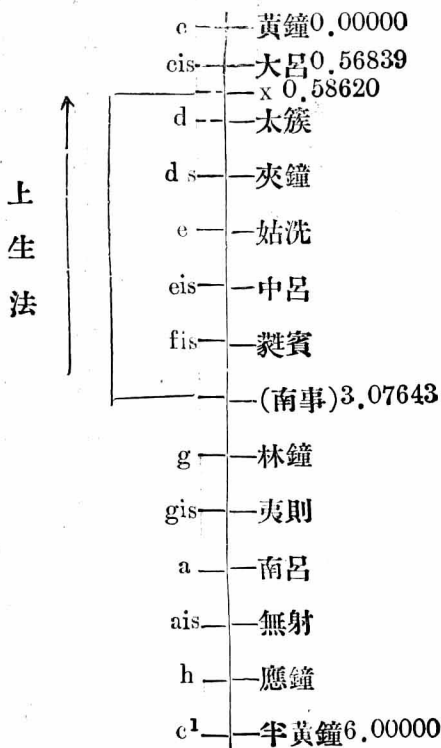 c 黃鐘0.00000
cis 大呂0.56839
x 0.58620
d 太簇
ds 夾鐘
e 姑洗
eis 中呂
fis 蕤賓
(南事)3.07643
g 林鐘
gis 夷則
a 南呂
ais 無射
h 應鐘
c¹ 半黃鐘6.00000
上生法